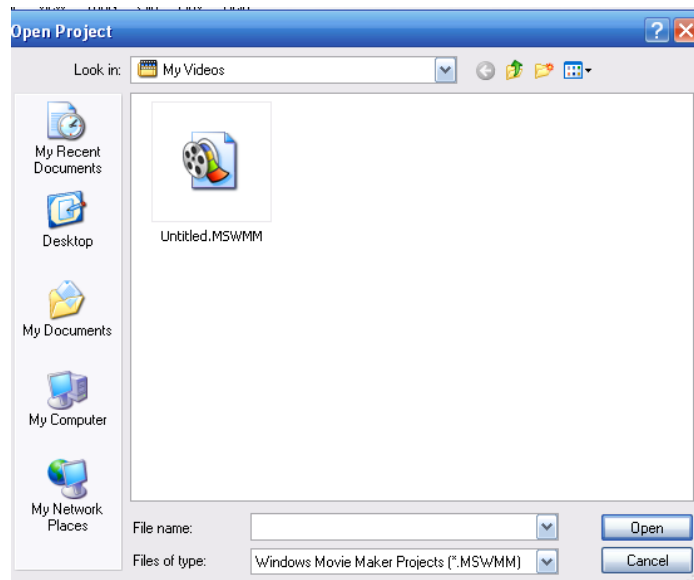 Open Project
Look in:
My Videos
My Recent
Documents
Desktop
My Documents
My Computer
My Network
Places
Untitled.MSWMM
File name:
Open
Files of type:
Windows Movie Maker Projects (*.MSWMM)
Cancel